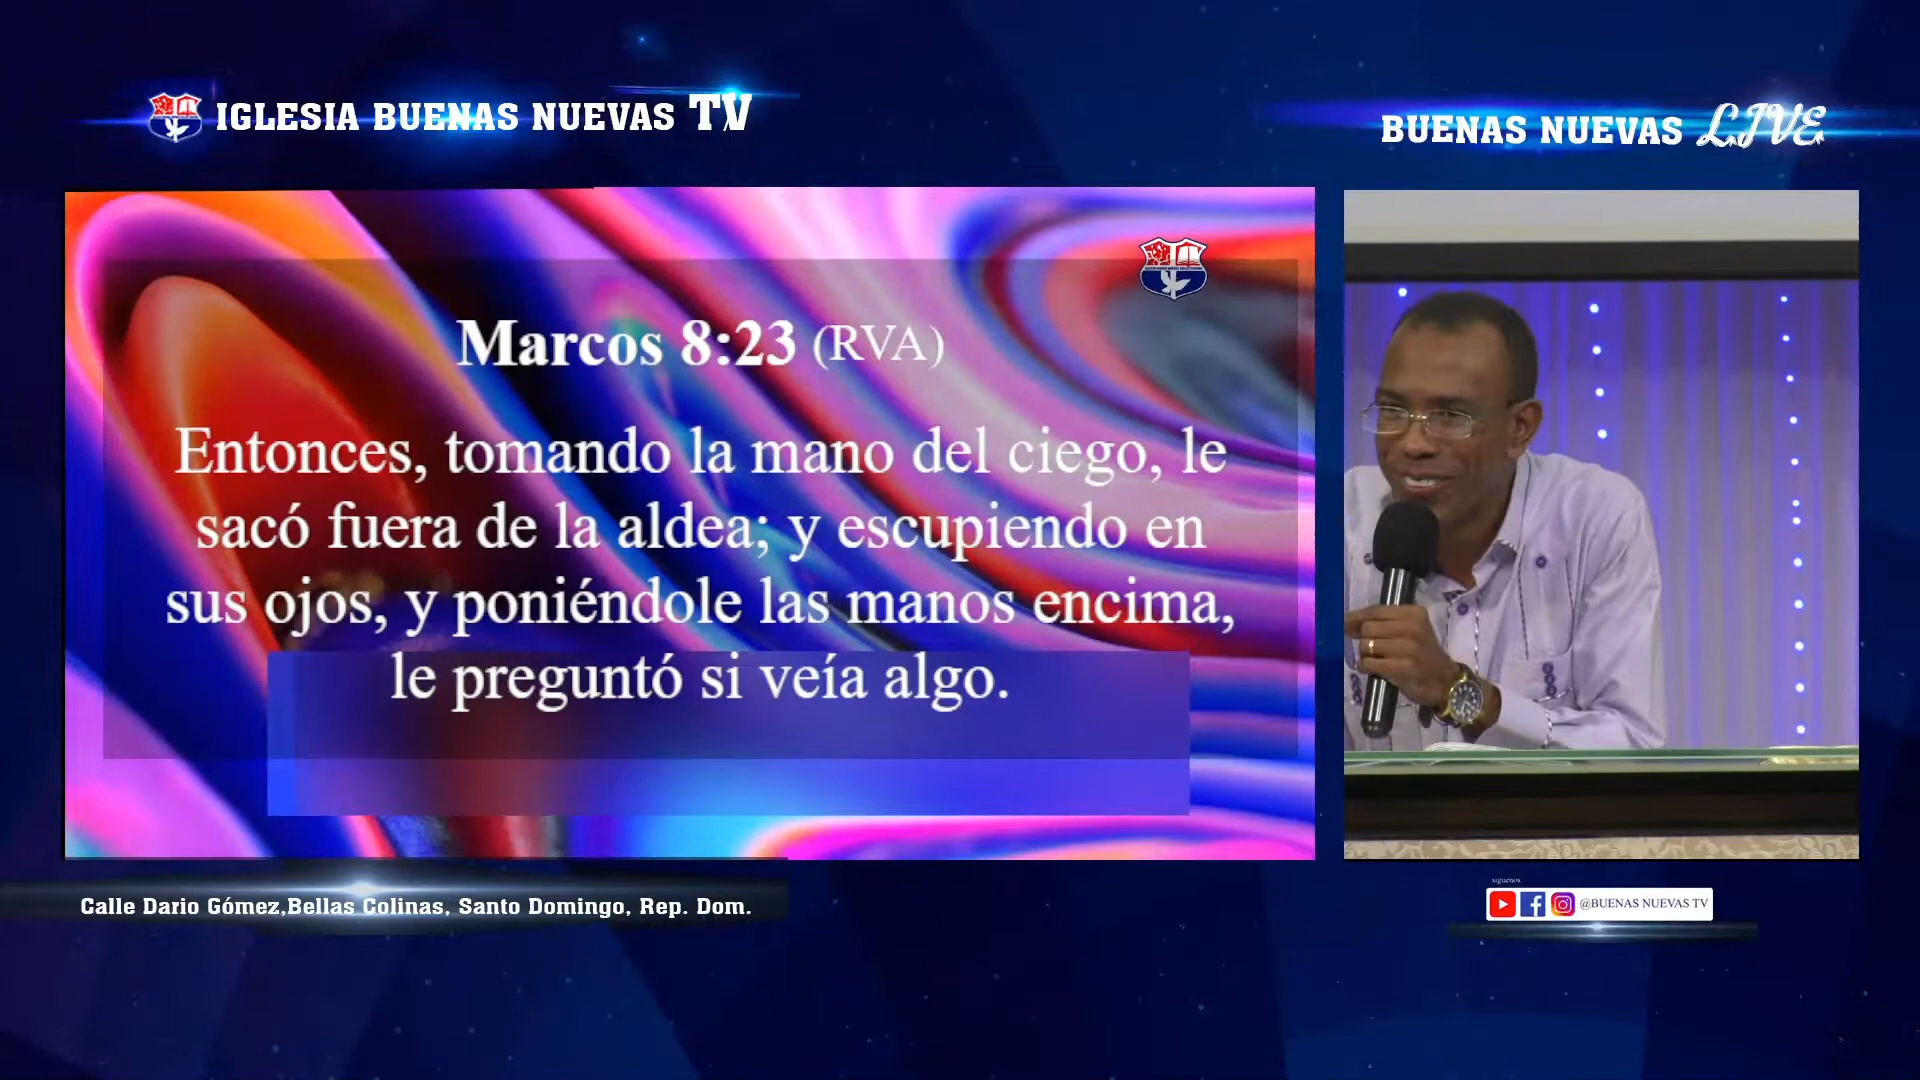 IGLESIA BUENAS NUEVAS TV
BUENAS NUEVAS LIVE
Marcos 8:23 (RVA)
Entonces, tomando la mano del ciego, le
sacó fuera de la aldea; y escupiendo en
sus ojos, y poniéndole las manos encima,
le preguntó si veía algo.
Calle Dario Gómez,Bellas Colinas, Santo Domingo, Rep. Dom.
siguenos
@BUENAS NUEVAS TV